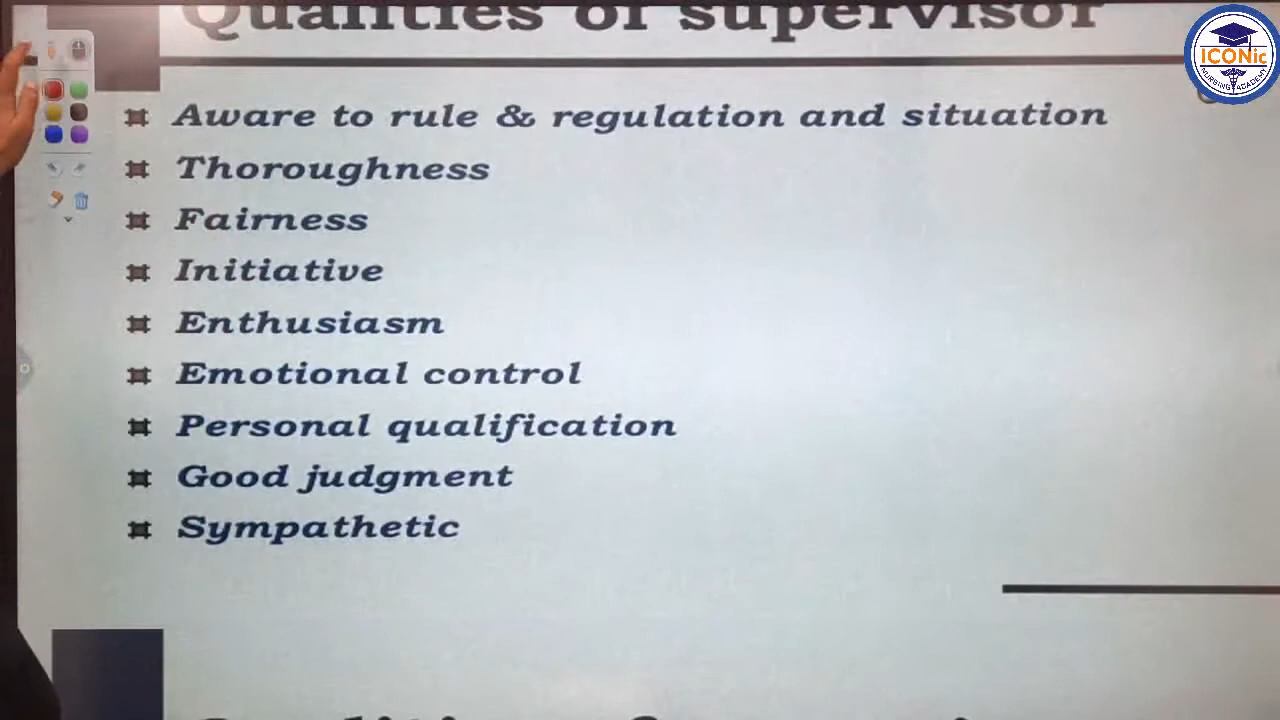 Qualities of supervisor
ICONic
NURSING ACADEMY
Aware to rule & regulation and situation
Thoroughness
Fairness
Initiative
Enthusiasm
Emotional control
Personal qualification
Good judgment
Sympathetic